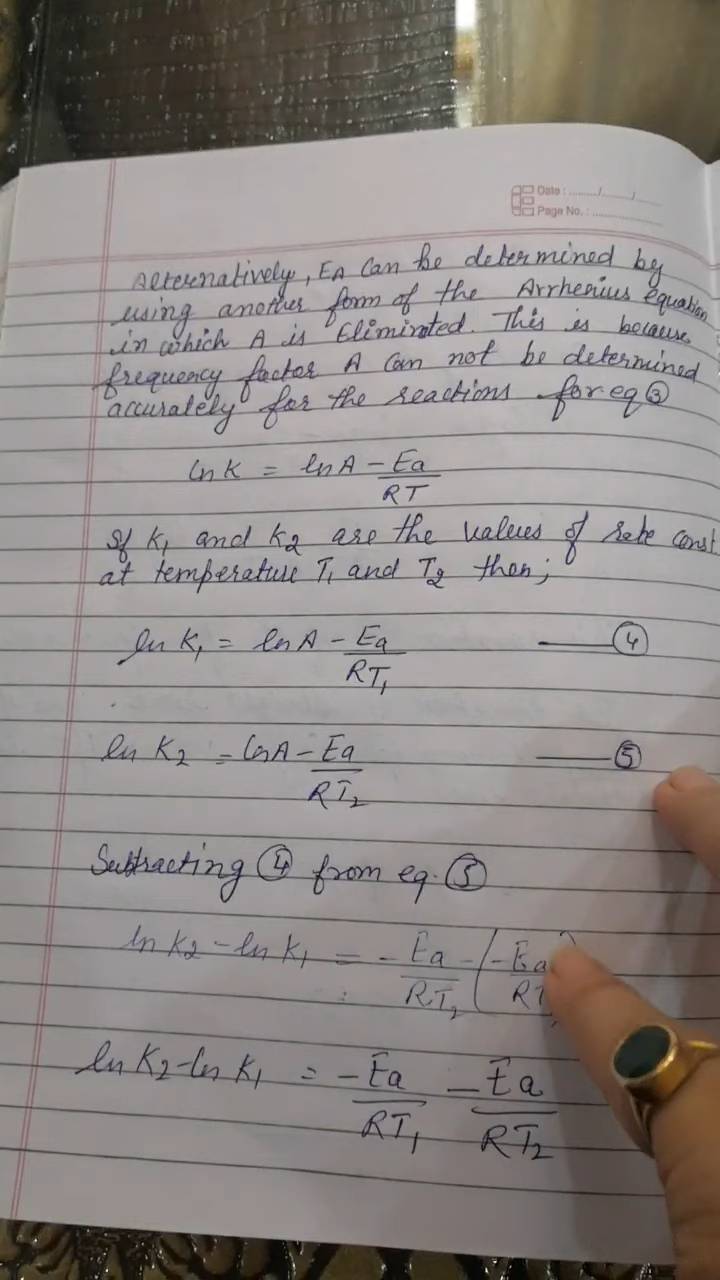 Date : ......./......./.......
Page No. : .....................
Alternatively, EA can be determined by
using another form of the Arrhenius equation
in which A is Eliminated. This is because
frequency factor A can not be determined
accurately for the reactions for eq ③
ln K = ln A - Ea/RT
If K₁ and K₂ are the values of rate const
at temperature T₁ and T₂ then;
ln K₁ = ln A - Ea/RT₁ —— ④
ln K₂ = ln A - Ea/RT₂ —— ⑤
Subtracting ④ from eq. ⑤
ln K₂ - ln K₁ = - Ea/RT₂ - (- Ea/RT
ln K₂ - ln K₁ = - Ea/RT₁ - Ea/RT₂